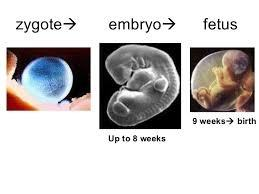 zygote→ embryo→ fetus
9 weeks→ birth
Up to 8 weeks